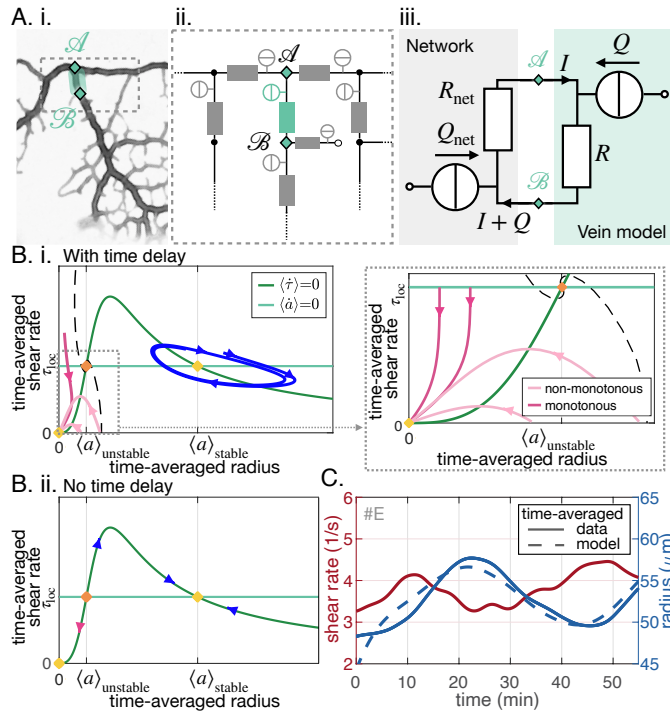 A. i.
ii.
iii.
𝒜
ℬ
𝒜
ℬ
Network
R_net
Q_net
𝒜
I
Q
R
ℬ
I + Q
Vein model
B. i. With time delay
time-averaged
shear rate
τ_loc
0
⟨τ̇⟩=0
⟨ȧ⟩=0
0
⟨a⟩_unstable
⟨a⟩_stable
time-averaged radius
time-averaged
shear rate
τ_loc
0
non-monotonous
monotonous
0
⟨a⟩_unstable
time-averaged radius
B. ii. No time delay
time-averaged
shear rate
τ_loc
0
0
⟨a⟩_unstable
⟨a⟩_stable
time-averaged radius
C.
#E
time-averaged
data
model
shear rate (1/s)
6
5
4
3
2
60
55
50
45
radius (μm)
0 10 20 30 40 50
time (min)